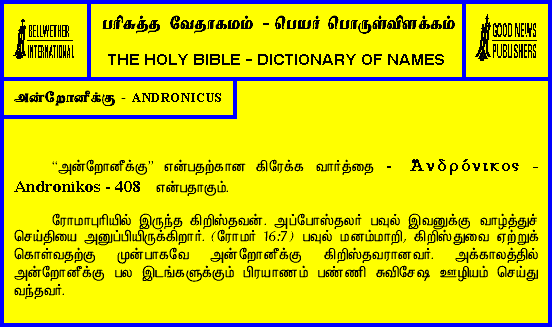 BELLWETHER
INTERNATIONAL
பரிசுத்த வேதாகமம் - பெயர் பொருள்விளக்கம்
THE HOLY BIBLE - DICTIONARY OF NAMES
GOOD NEWS
PUBLISHERS
அன்றோனீக்கு - ANDRONICUS
“அன்றோனீக்கு” என்பதற்கான கிரேக்க வார்த்தை - Ἀνδρόνικος -
Andronikos - 408 என்பதாகும்.
ரோமாபுரியில் இருந்த கிறிஸ்தவன். அப்போஸ்தலர் பவுல் இவனுக்கு வாழ்த்துச்
செய்தியை அனுப்பியிருக்கிறார். (ரோமர் 16:7) பவுல் மனம்மாறி, கிறிஸ்துவை ஏற்றுக்
கொள்வதற்கு முன்பாகவே அன்றோனீக்கு கிறிஸ்தவரானவர். அக்காலத்தில்
அன்றோனீக்கு பல இடங்களுக்கும் பிரயாணம் பண்ணி சுவிசேஷ ஊழியம் செய்து
வந்தவர்.